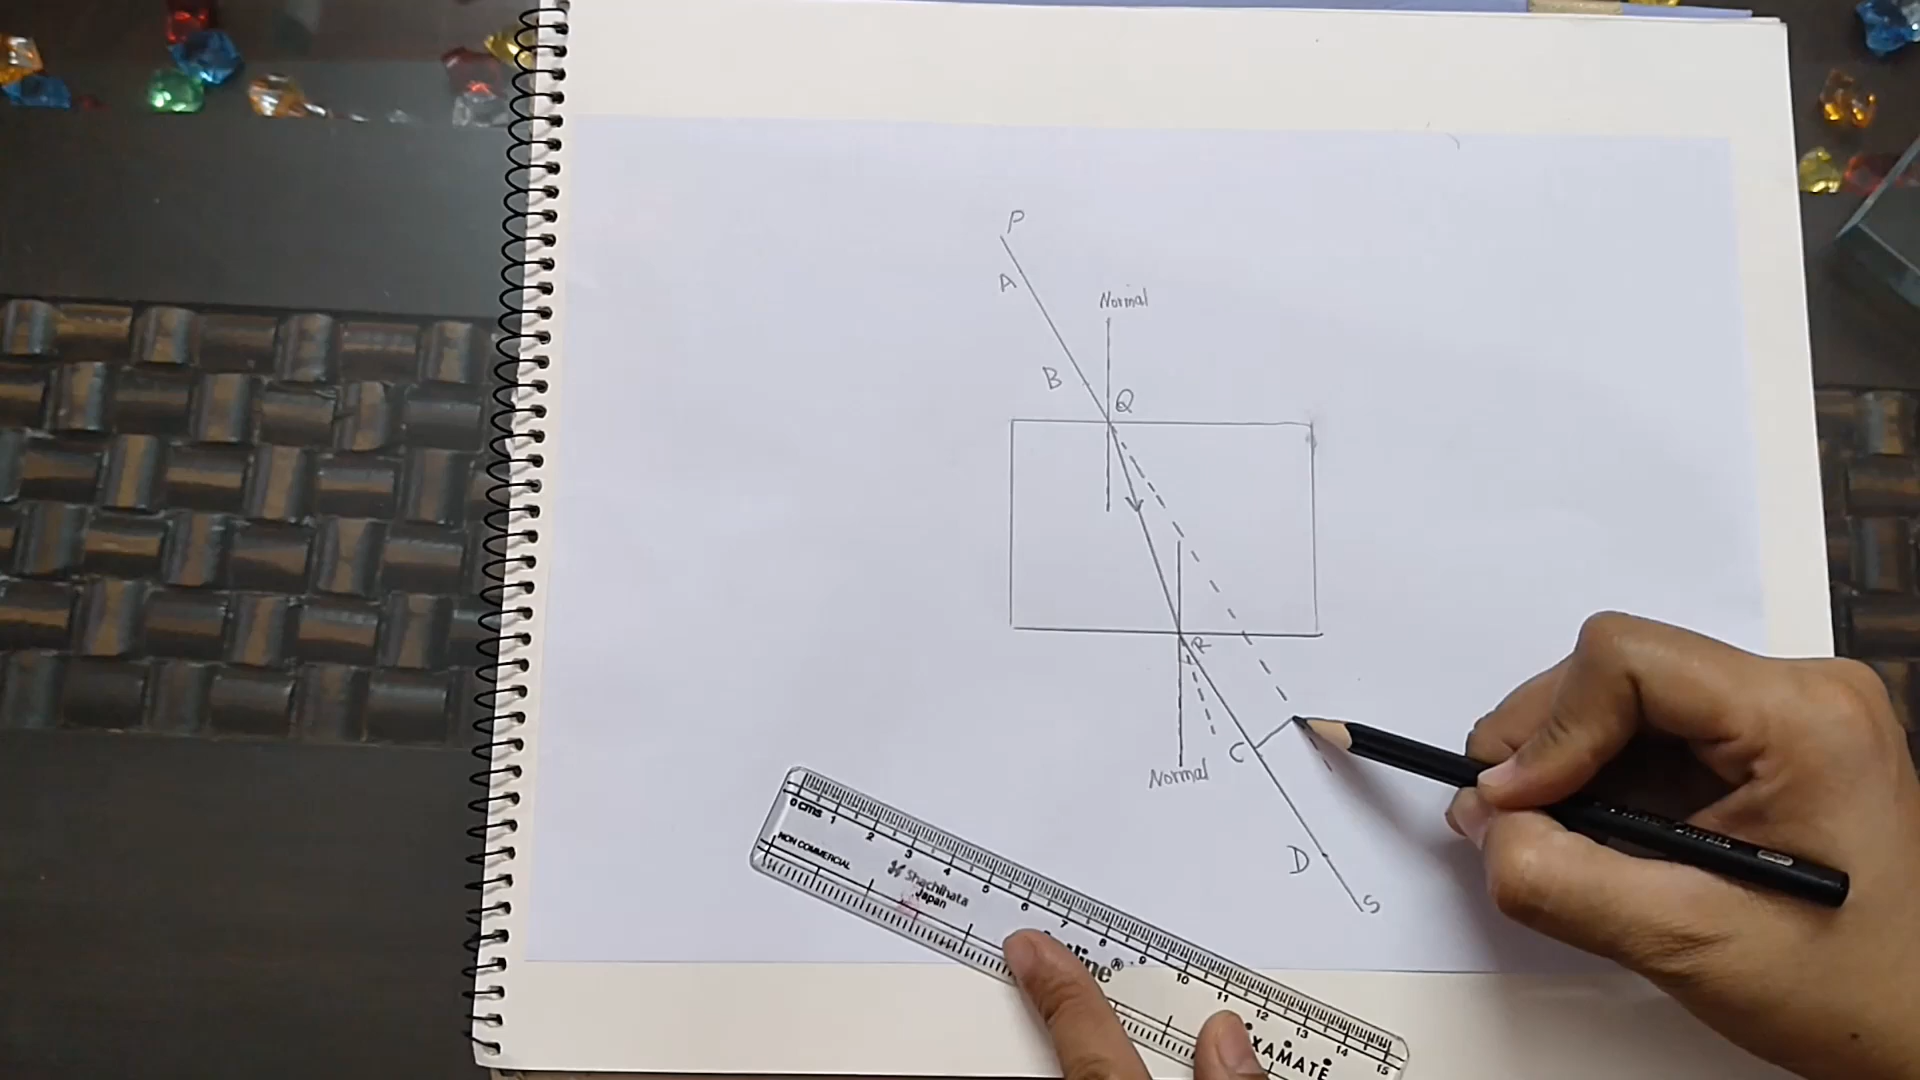 P
A
Normal
B
Q
R
C
Normal
D
S
0 cms 1 2 3 4 5 6 7 8 9 10 11 12 13 14 15
NON COMMERCIAL
Shachihata
Japan